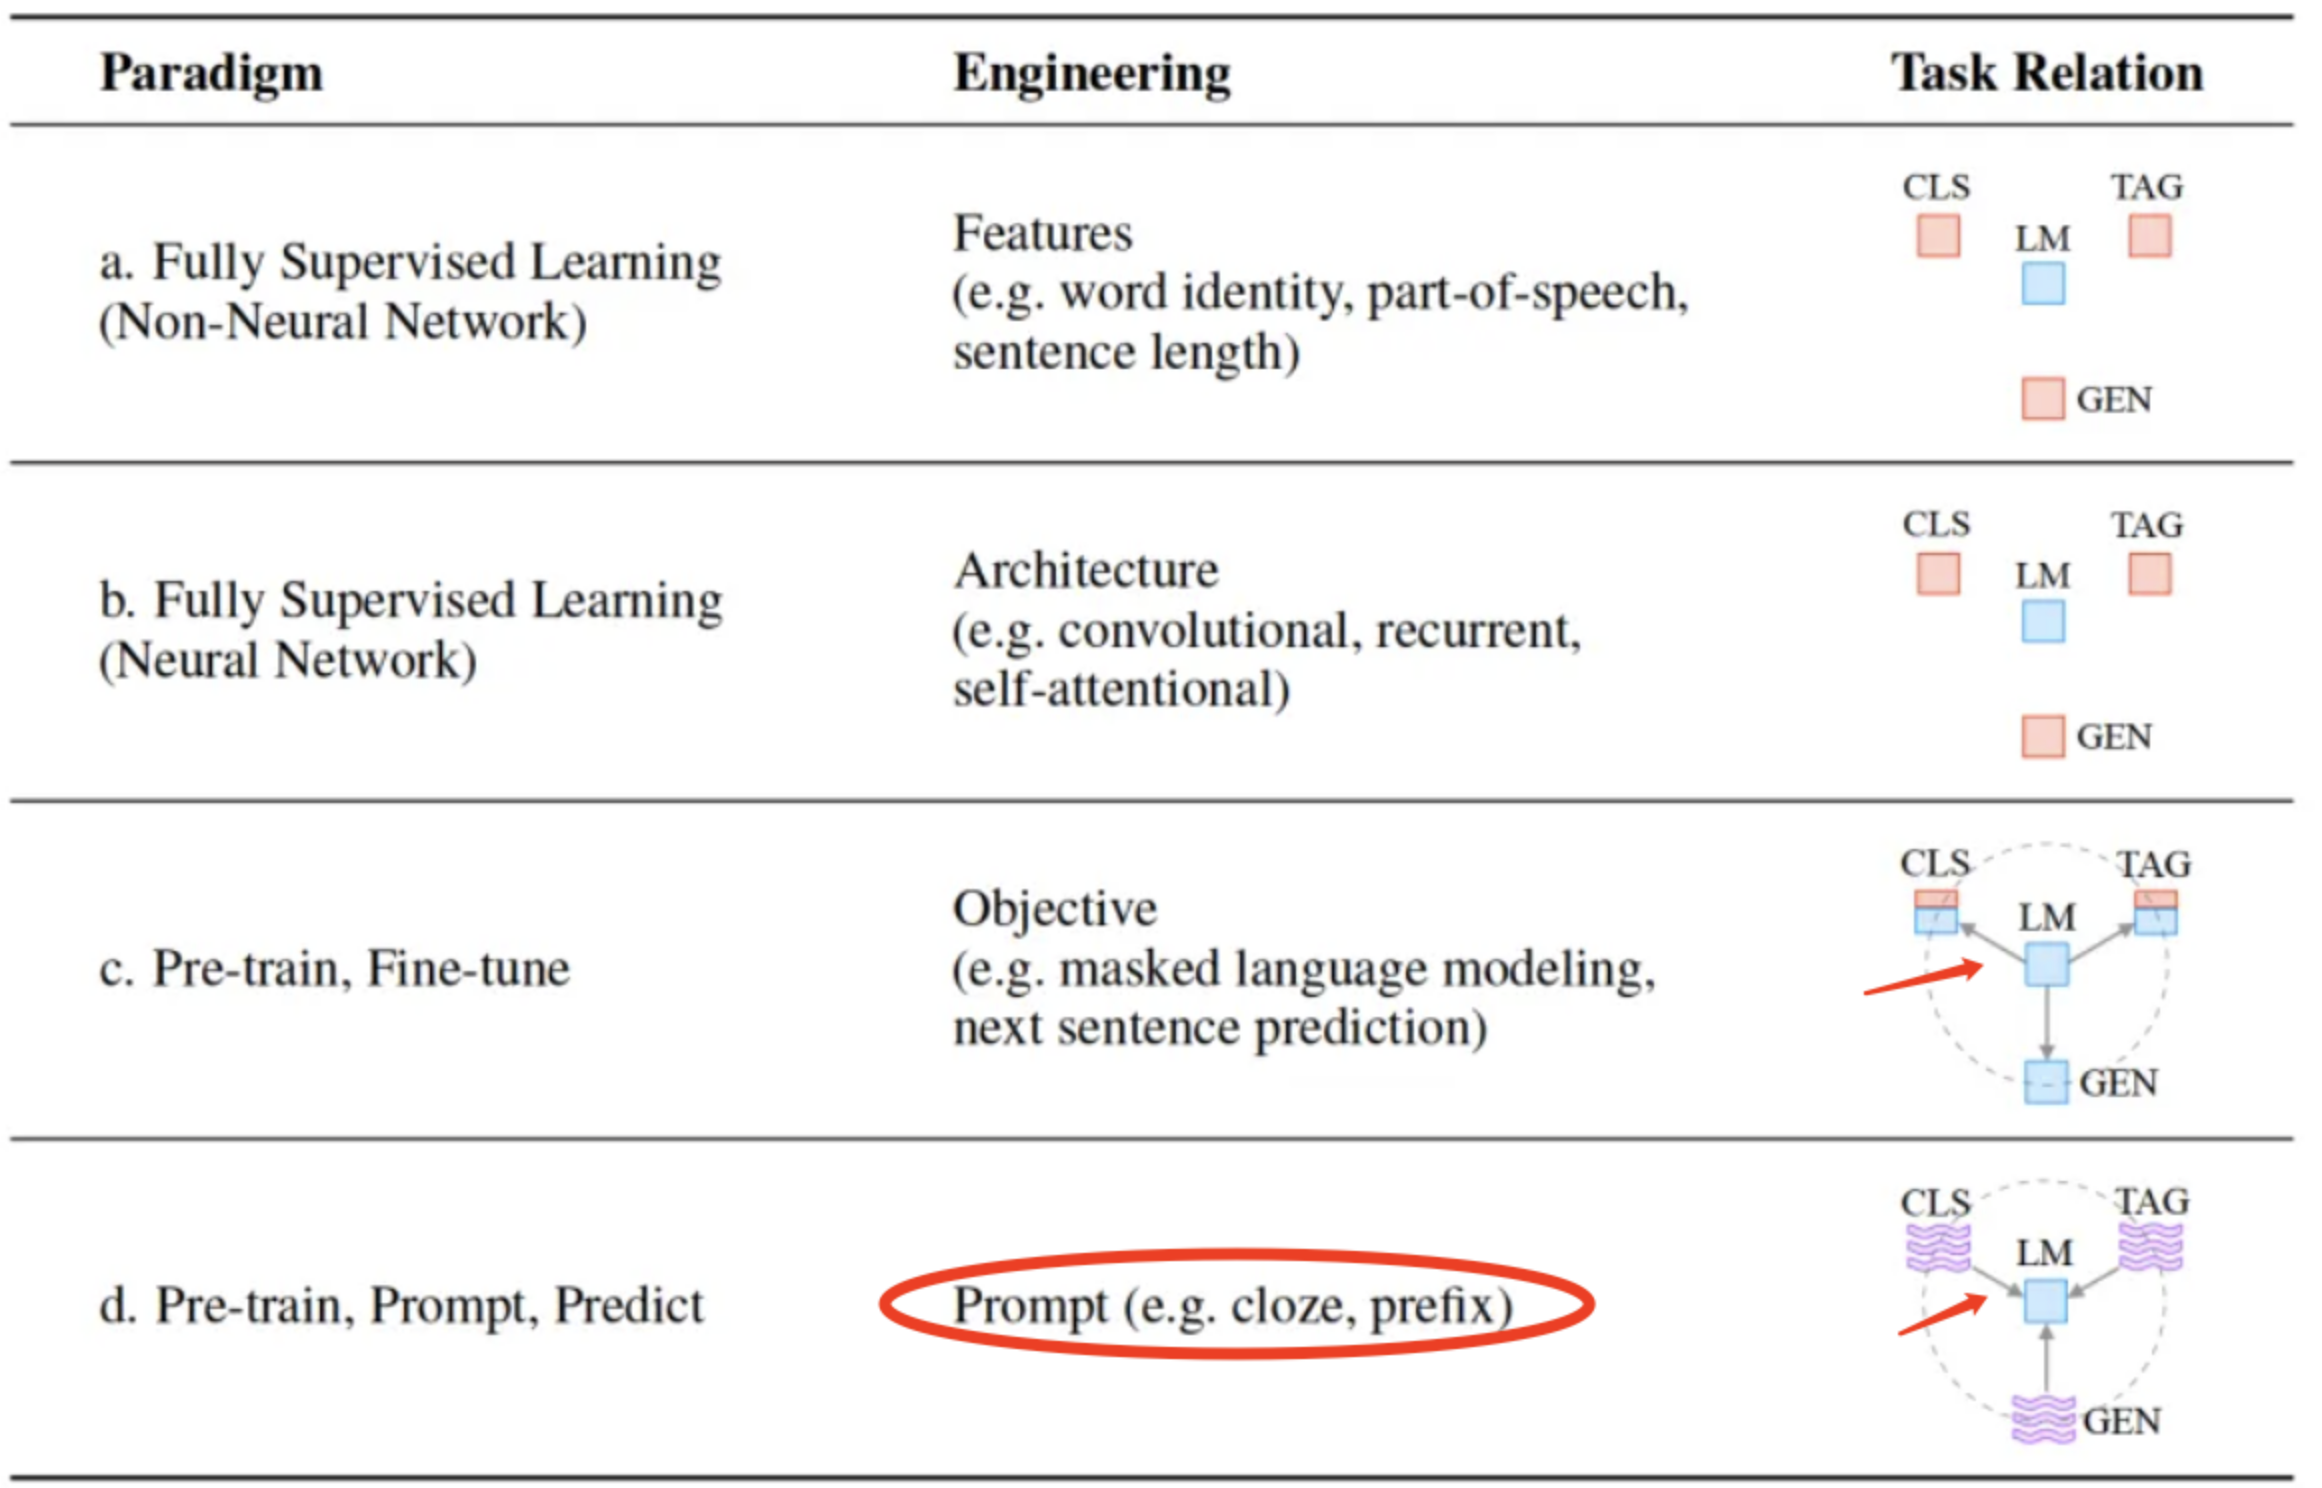 Paradigm Engineering Task Relation
CLS TAG
a. Fully Supervised Learning
(Non-Neural Network)
Features
(e.g. word identity, part-of-speech,
sentence length)
LM
GEN
CLS TAG
b. Fully Supervised Learning
(Neural Network)
Architecture
(e.g. convolutional, recurrent,
self-attentional)
LM
GEN
CLS TAG
c. Pre-train, Fine-tune
Objective
(e.g. masked language modeling,
next sentence prediction)
LM
GEN
CLS TAG
d. Pre-train, Prompt, Predict
Prompt (e.g. cloze, prefix)
LM
GEN